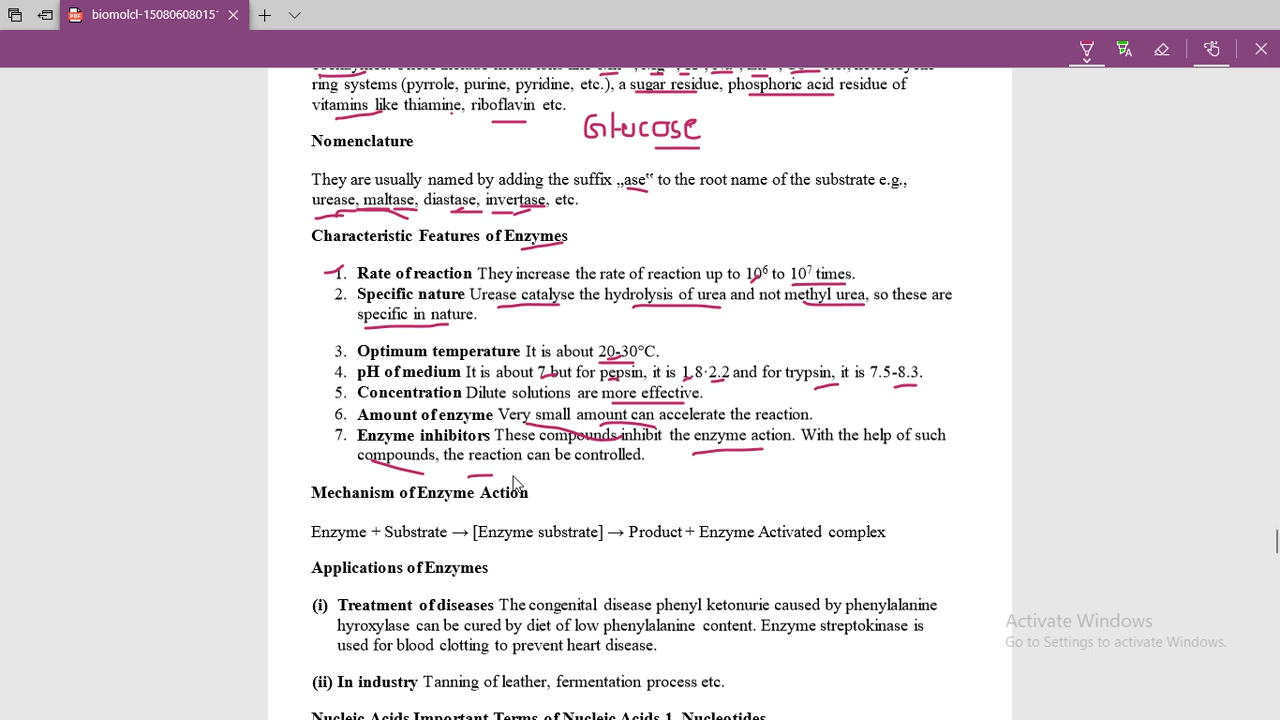 biomolcl-15080608015
ring systems (pyrrole, purine, pyridine, etc.), a sugar residue, phosphoric acid residue of
vitamins like thiamine, riboflavin etc.
Glucose
Nomenclature
They are usually named by adding the suffix „ase‟ to the root name of the substrate e.g.,
urease, maltase, diastase, invertase, etc.
Characteristic Features of Enzymes
1. Rate of reaction They increase the rate of reaction up to 10⁶ to 10⁷ times.
2. Specific nature Urease catalyse the hydrolysis of urea and not methyl urea, so these are
specific in nature.
3. Optimum temperature It is about 20-30°C.
4. pH of medium It is about 7 but for pepsin, it is 1.8·2.2 and for trypsin, it is 7.5-8.3.
5. Concentration Dilute solutions are more effective.
6. Amount of enzyme Very small amount can accelerate the reaction.
7. Enzyme inhibitors These compounds inhibit the enzyme action. With the help of such
compounds, the reaction can be controlled.
Mechanism of Enzyme Action
Enzyme + Substrate → [Enzyme substrate] → Product + Enzyme Activated complex
Applications of Enzymes
(i) Treatment of diseases The congenital disease phenyl ketonurie caused by phenylalanine
hyroxylase can be cured by diet of low phenylalanine content. Enzyme streptokinase is
used for blood clotting to prevent heart disease.
Activate Windows
Go to Settings to activate Windows.
(ii) In industry Tanning of leather, fermentation process etc.
Nucleic Acids Important Terms of Nucleic Acids 1. Nucleotides